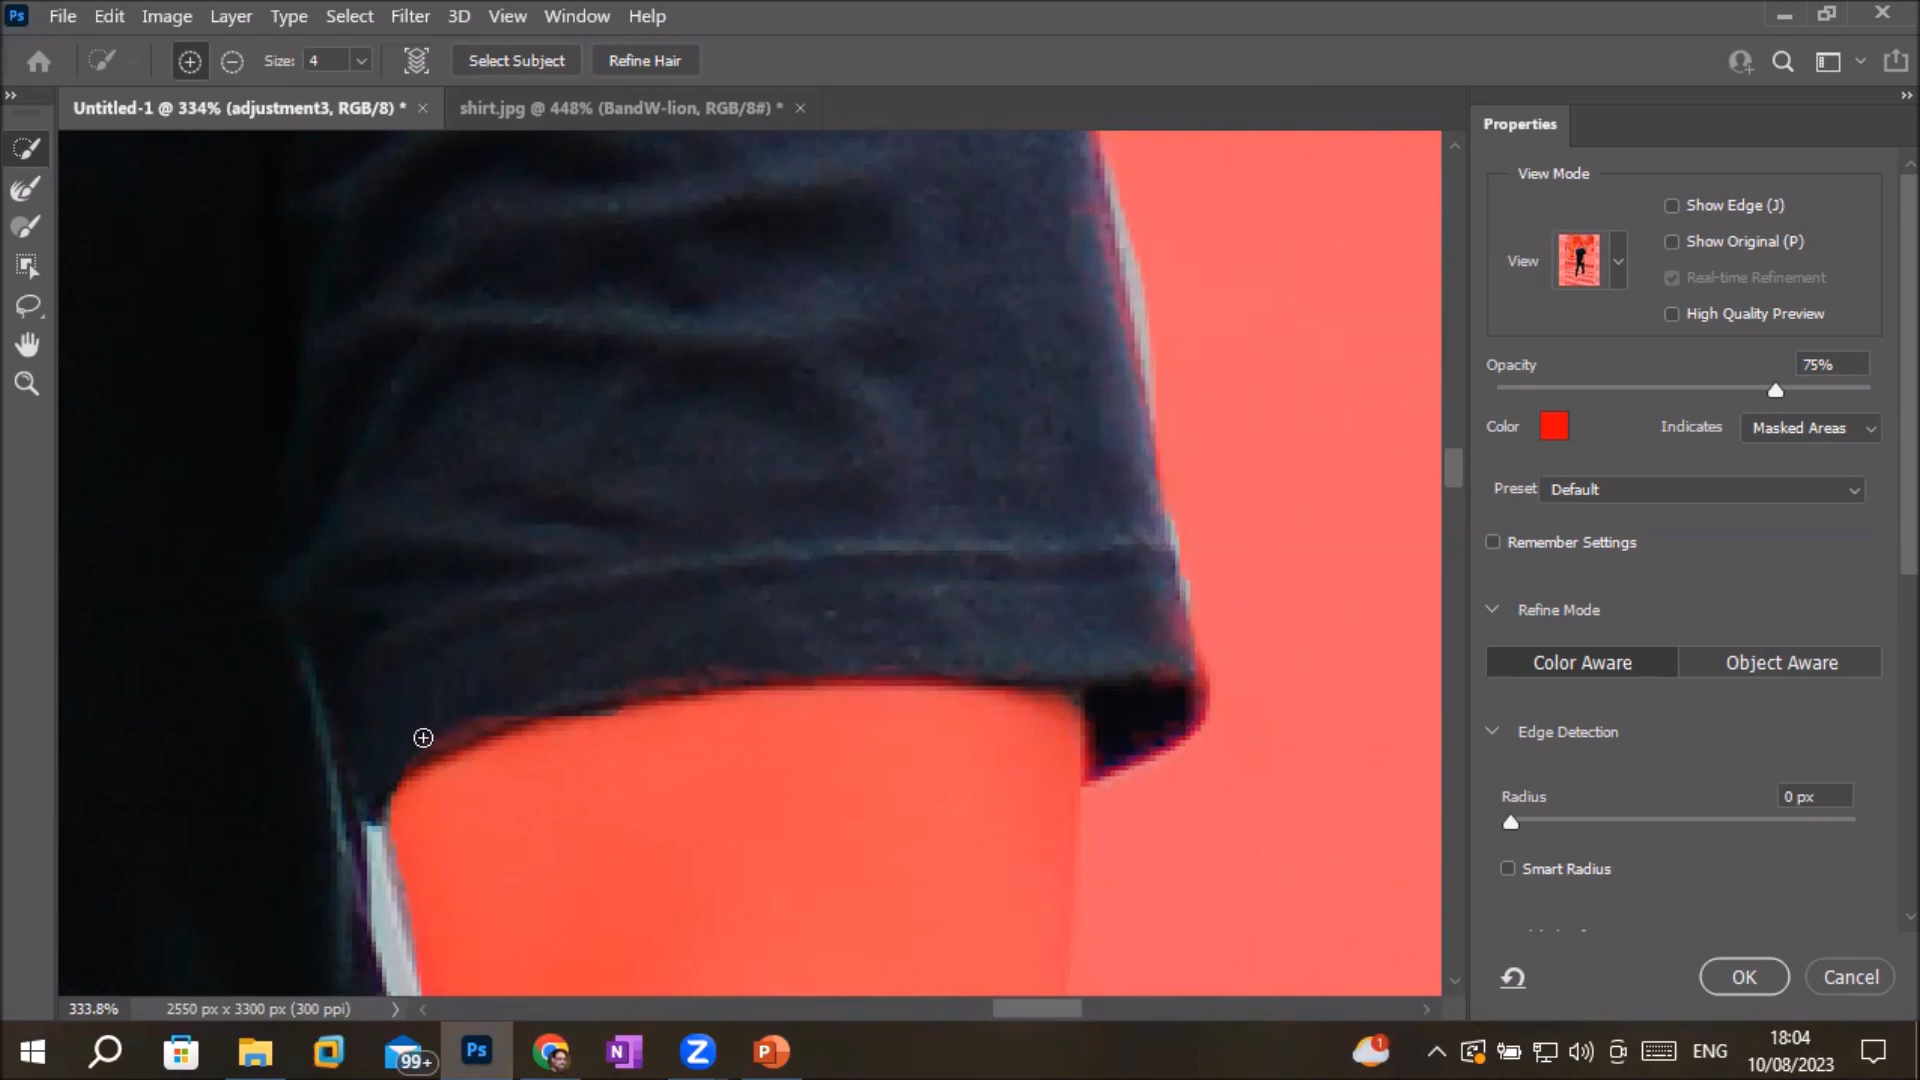 Ps File Edit Image Layer Type Select Filter 3D View Window Help
Size: 4 Select Subject Refine Hair
Untitled-1 @ 334% (adjustment3, RGB/8) * × shirt.jpg @ 448% (BandW-lion, RGB/8#) * ×
Properties
View Mode
Show Edge (J)
View
Show Original (P)
Real-time Refinement
High Quality Preview
Opacity 75%
Color Indicates Masked Areas
Preset Default
Remember Settings
Refine Mode
Color Aware Object Aware
Edge Detection
Radius 0 px
Smart Radius
OK Cancel
333.8% 2550 px x 3300 px (300 ppi)
99+ Ps N Z P 1 ENG 18:04
10/08/2023